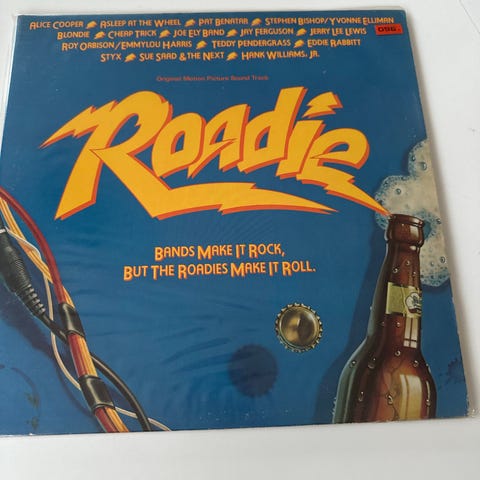 Alice Cooper Asleep at the Wheel Pat Benatar Stephen Bishop/Yvonne Elliman
Blondie Cheap Trick Joe Ely Band Jay Ferguson Jerry Lee Lewis
Roy Orbison/Emmylou Harris Teddy Pendergrass Eddie Rabbitt
Styx Sue Saad & the Next Hank Williams, Jr.
096.
Original Motion Picture Sound Track
Roadie
Bands Make It Rock,
But The Roadies Make It Roll.